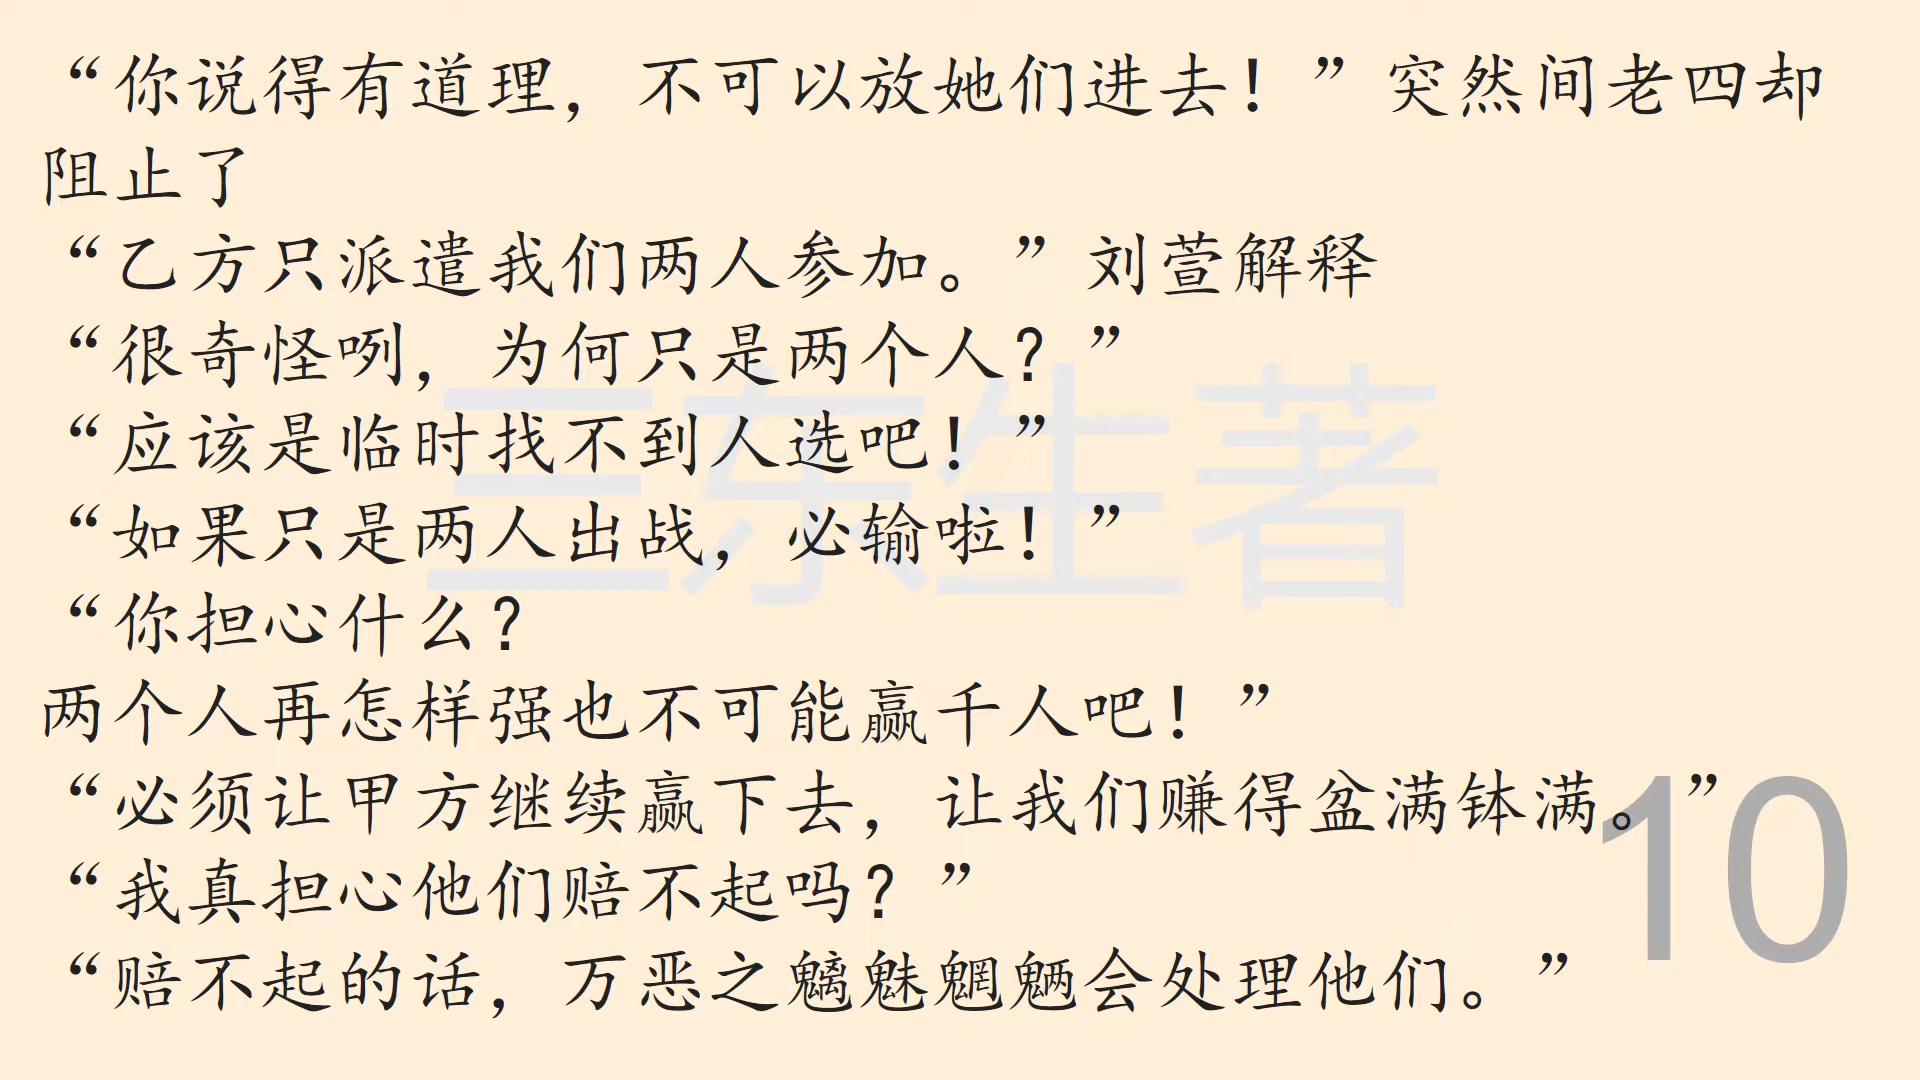 “你说得有道理，不可以放她们进去！”突然间老四却
阻止了
“乙方只派遣我们两人参加。”刘萱解释
“很奇怪咧，为何只是两个人？”
“应该是临时找不到人选吧！”
“如果只是两人出战，必输啦！”
“你担心什么？
两个人再怎样强也不可能赢千人吧！”
“必须让甲方继续赢下去，让我们赚得盆满钵满。”
“我真担心他们赔不起吗？”
“赔不起的话，万恶之魑魅魍魉会处理他们。”
三东生著
10